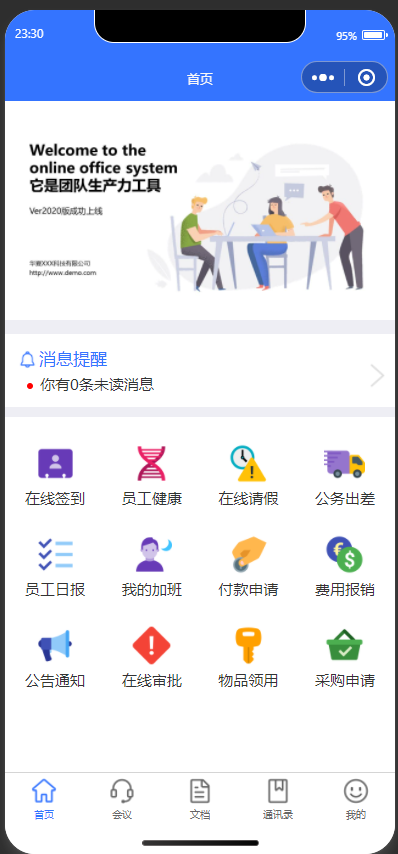 23:30
95%
首页
Welcome to the
online office system
它是团队生产力工具
Ver2020版成功上线
华夏XXX科技有限公司
http://www.demo.com
消息提醒
你有0条未读消息
在线签到 员工健康 在线请假 公务出差
员工日报 我的加班 付款申请 费用报销
公告通知 在线审批 物品领用 采购申请
首页 会议 文档 通讯录 我的